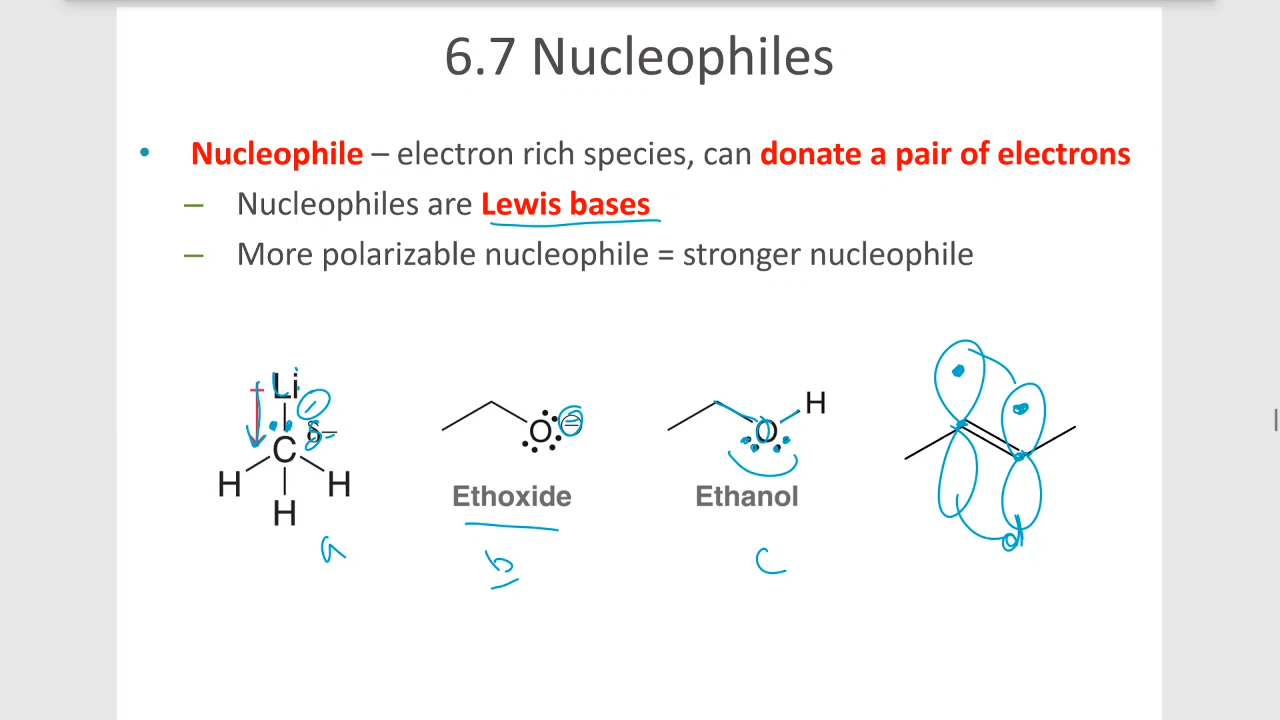 6.7 Nucleophiles
• Nucleophile – electron rich species, can donate a pair of electrons
– Nucleophiles are Lewis bases
– More polarizable nucleophile = stronger nucleophile
Li
δ−
C
H H
H
O
H
O
Ethoxide
Ethanol
a
b
c
d